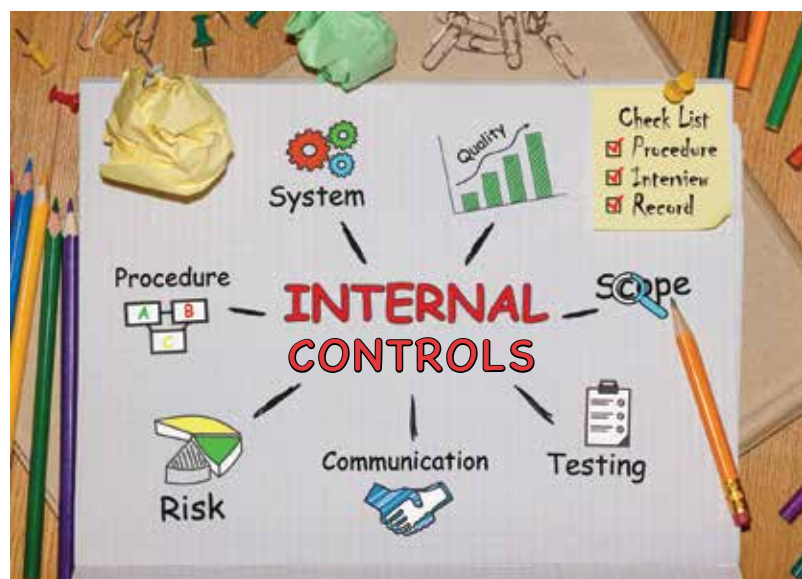 Check List
Procedure
Interview
Record
Quality
System
Procedure
A
B
C
INTERNAL
CONTROLS
Scope
Risk
Communication
Testing